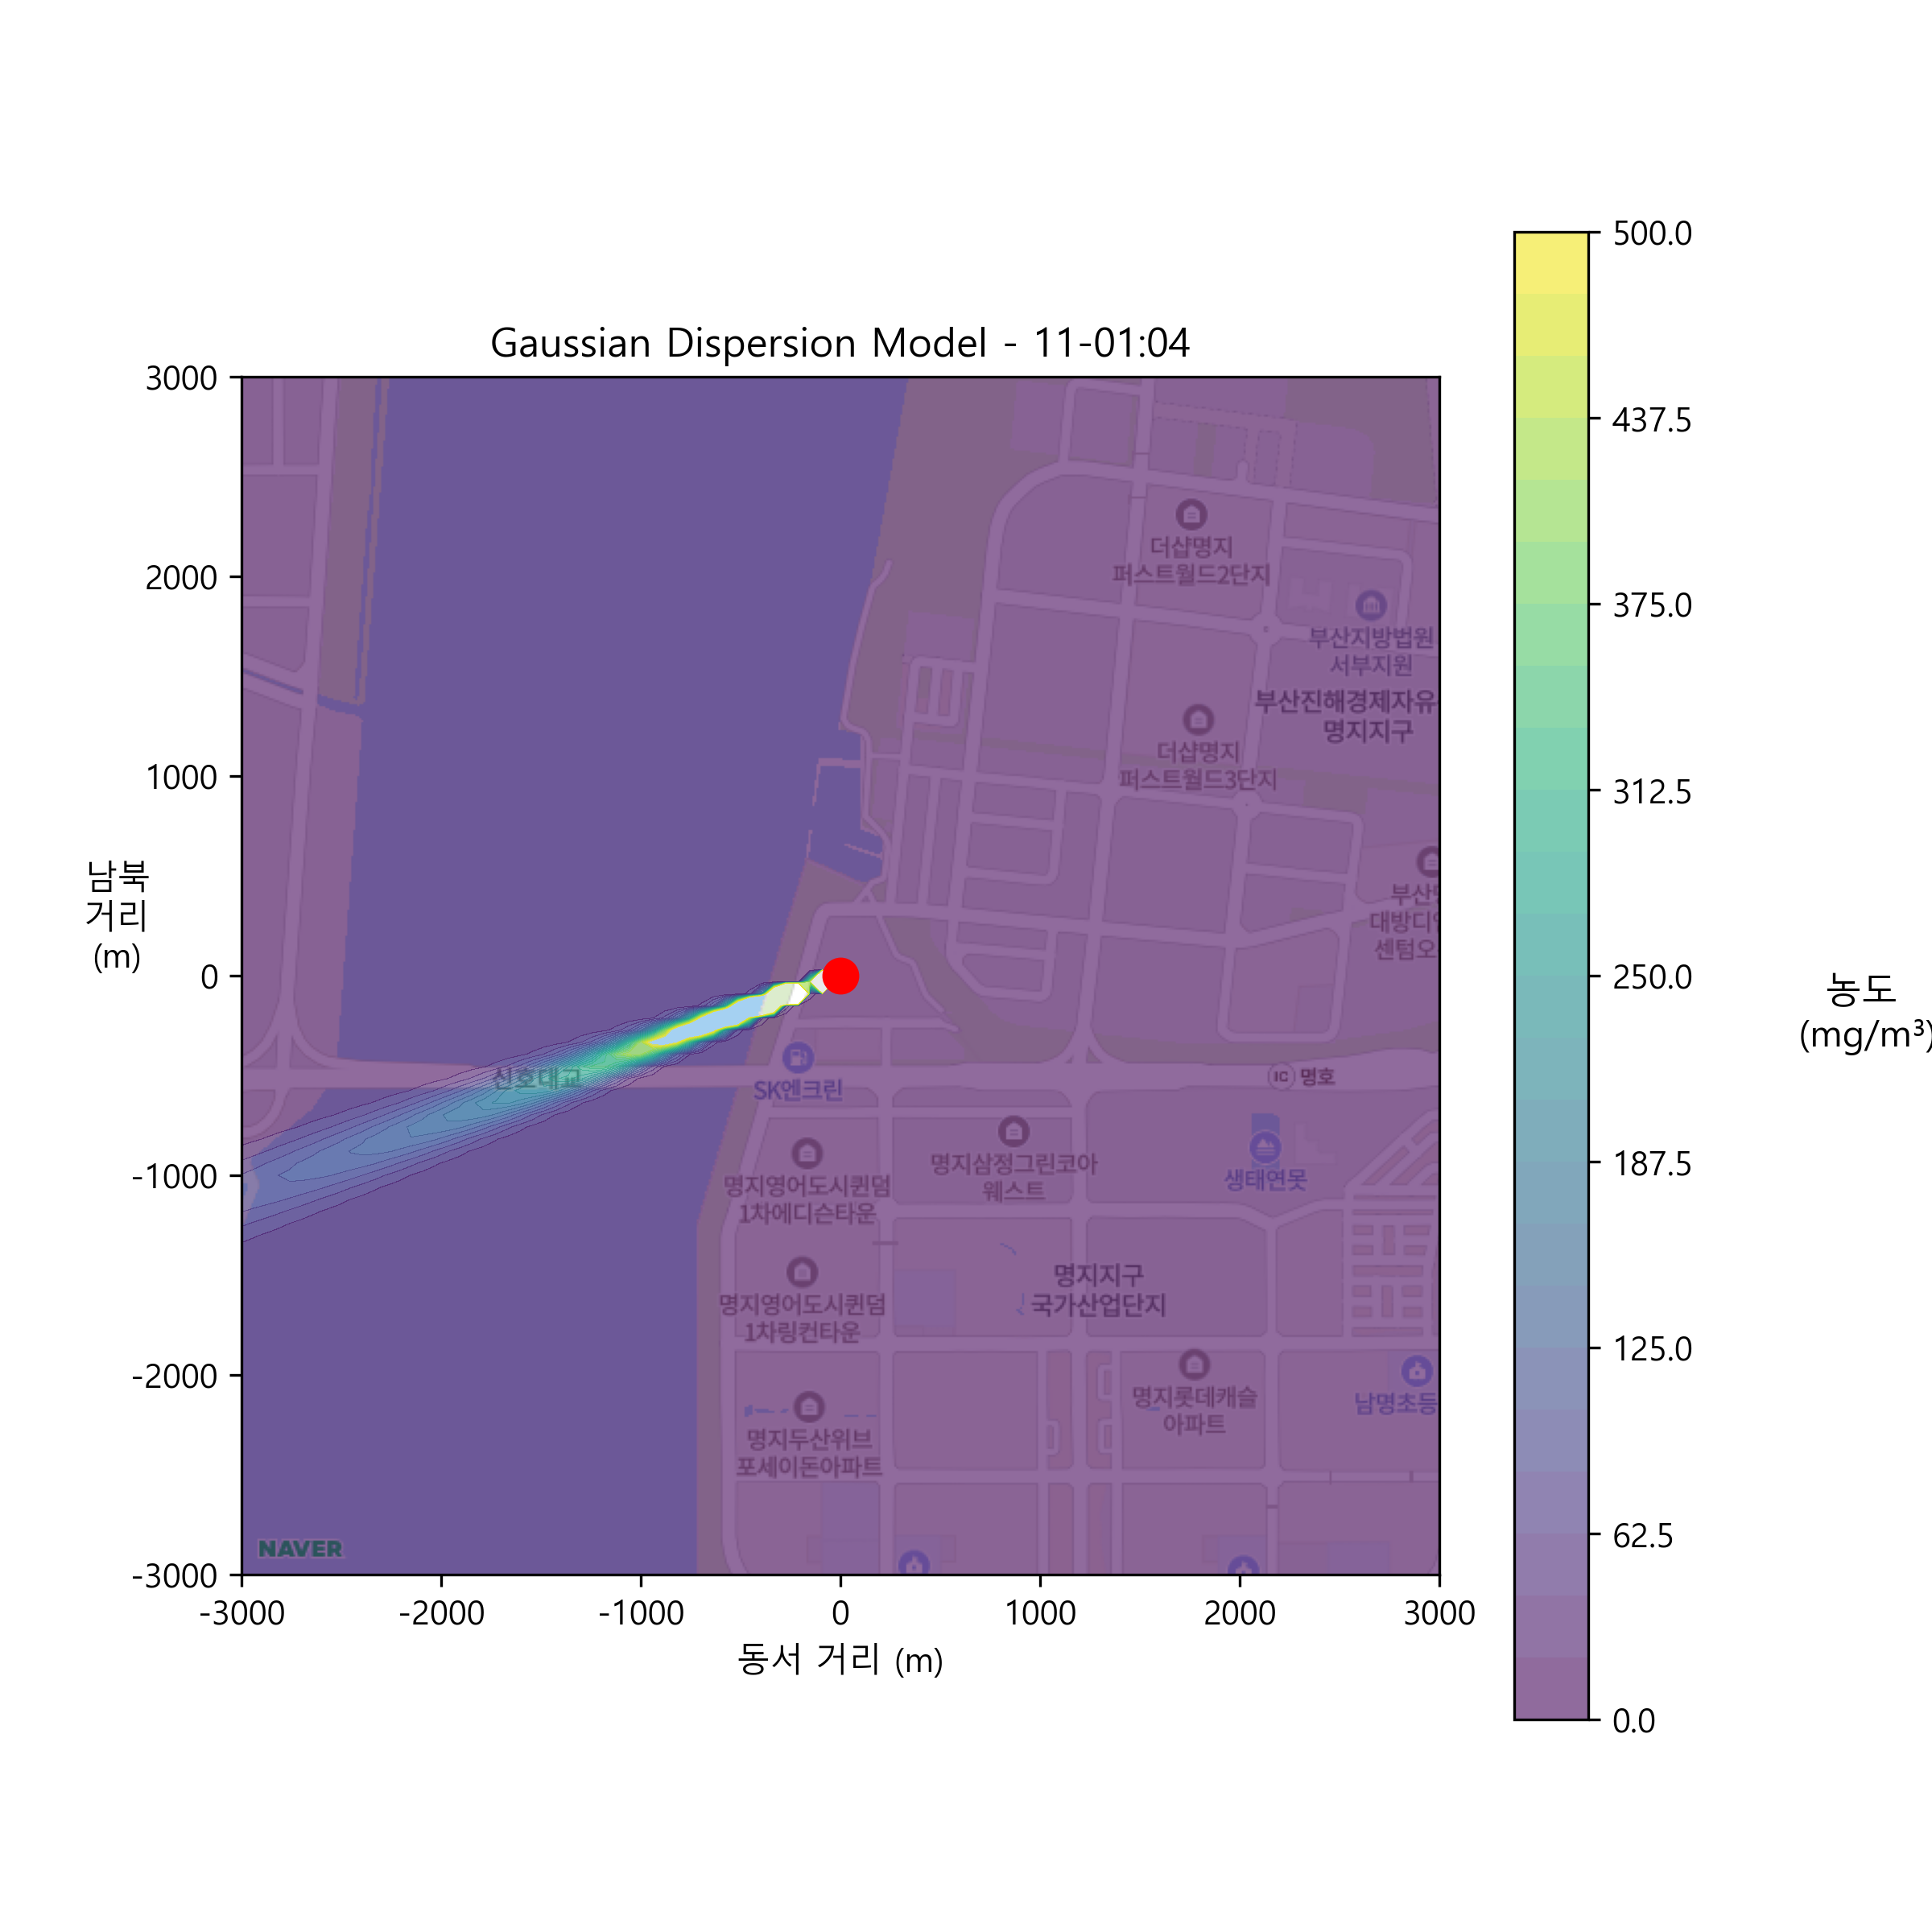 Gaussian Dispersion Model - 11-01:04
3000
2000
1000
0
-1000
-2000
-3000
남북
거리
(m)
-3000
-2000
-1000
0
1000
2000
3000
동서 거리 (m)
더샵명지
퍼스트월드2단지
부산지방법원
서부지원
부산진해경제자유
명지지구
더샵명지
퍼스트월드3단지
대방디
센텀오
신호대교
SK엔크린
IC 명호
명지영어도시퀸덤
1차에디슨타운
명지삼정그린코아
웨스트
생태연못
명지영어도시퀸덤
1차링컨타운
명지지구
국가산업단지
명지롯데캐슬
아파트
남명초등
명지두산위브
포세이돈아파트
NAVER
500.0
437.5
375.0
312.5
250.0
187.5
125.0
62.5
0.0
농도
(mg/m³)